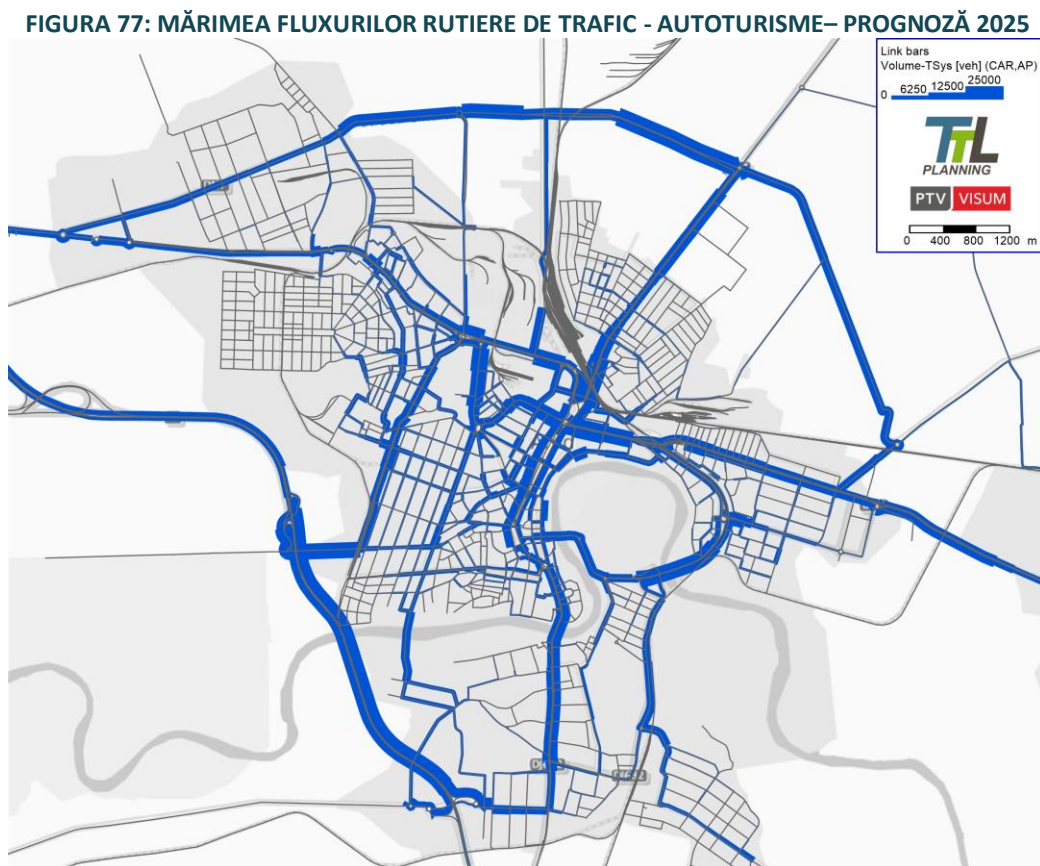 FIGURA 77: MĂRIMEA FLUXURILOR RUTIERE DE TRAFIC - AUTOTURISME– PROGNOZĂ 2025
Link bars
Volume-TSys [veh] (CAR,AP)
0 6250 12500 25000
TTL
PLANNING
PTV VISUM
0 400 800 1200 m